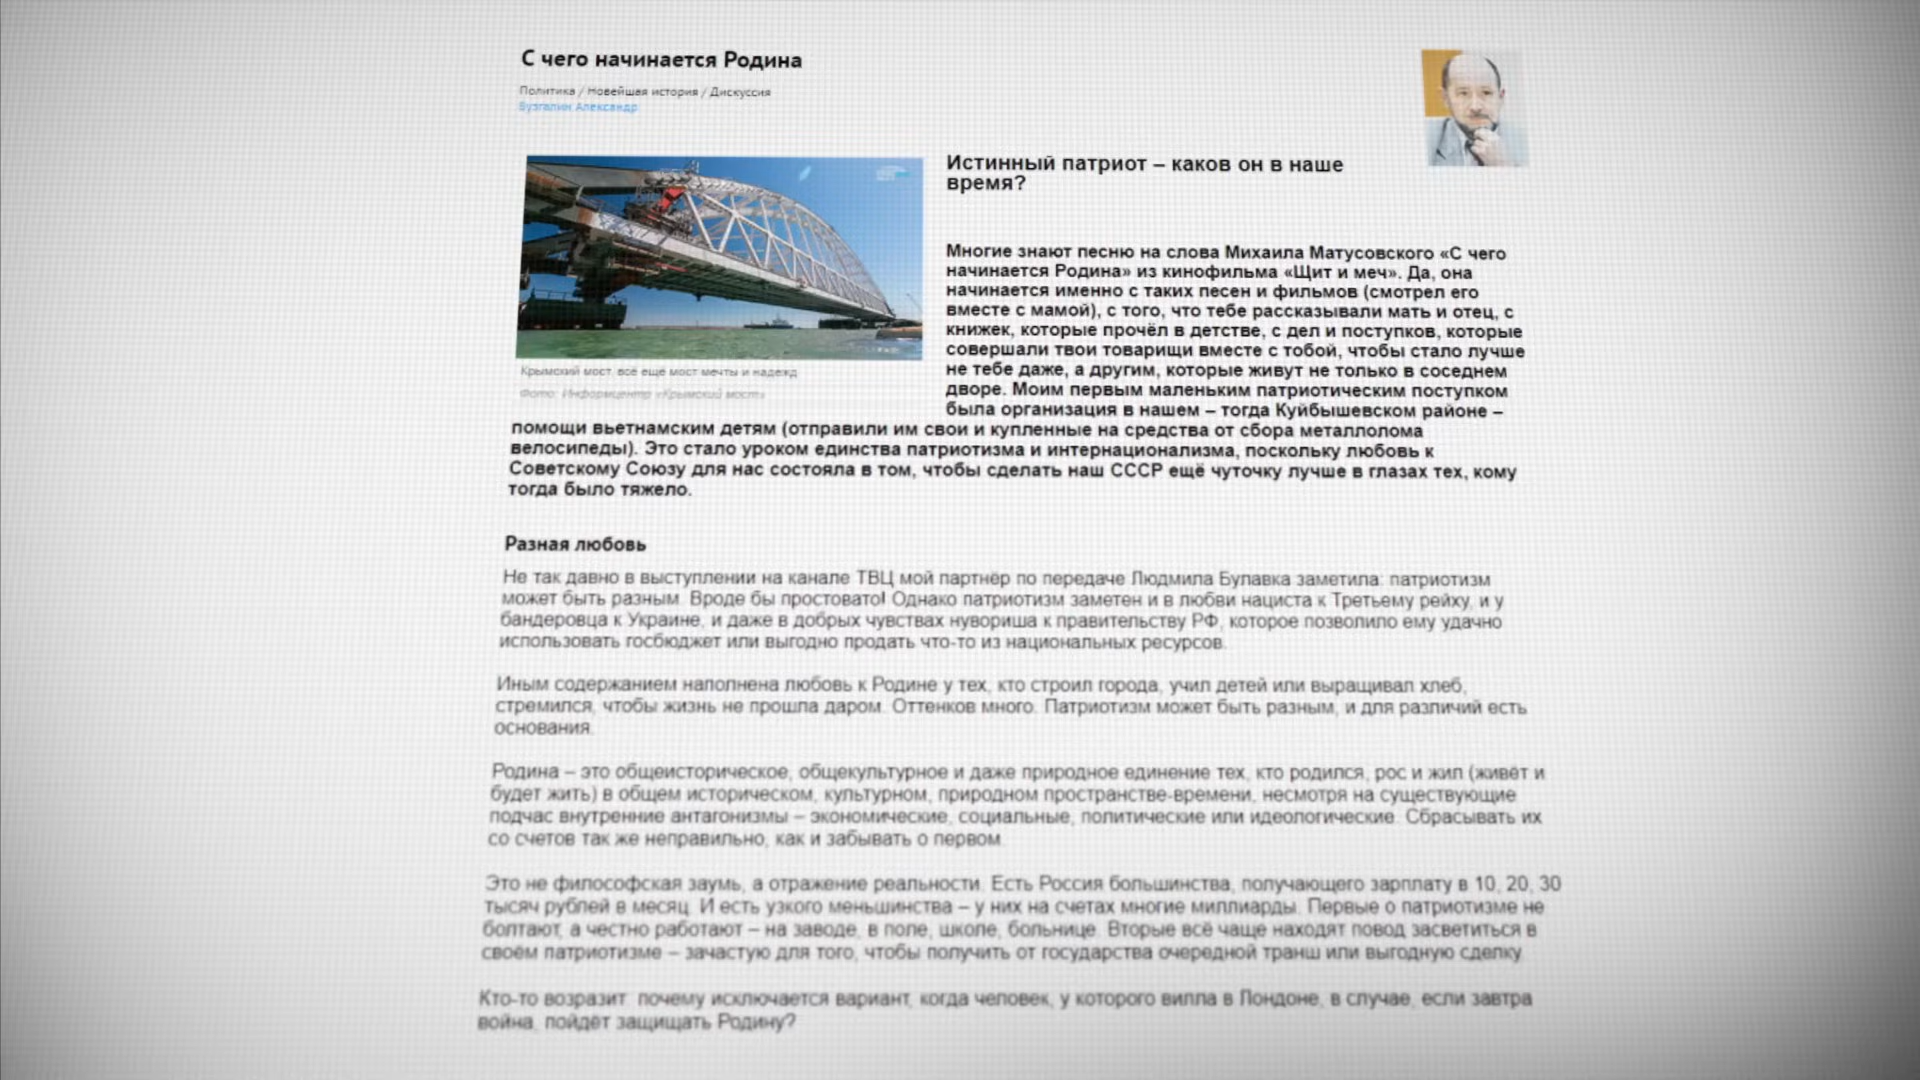 С чего начинается Родина
Политика / Новейшая история / Дискуссия
Бузгалин Александр
Истинный патриот – каков он в наше
время?
Многие знают песню на слова Михаила Матусовского «С чего
начинается Родина» из кинофильма «Щит и меч». Да, она
начинается именно с таких песен и фильмов (смотрел его
вместе с мамой), с того, что тебе рассказывали мать и отец, с
книжек, которые прочёл в детстве, с дел и поступков, которые
совершали твои товарищи вместе с тобой, чтобы стало лучше
не тебе даже, а другим, которые живут не только в соседнем
дворе. Моим первым маленьким патриотическим поступком
была организация в нашем – тогда Куйбышевском районе –
Крымский мост: всё ещё мост мечты и надежд
Фото: Информцентр «Крымский мост»
помощи вьетнамским детям (отправили им свои и купленные на средства от сбора металлолома
велосипеды). Это стало уроком единства патриотизма и интернационализма, поскольку любовь к
Советскому Союзу для нас состояла в том, чтобы сделать наш СССР ещё чуточку лучше в глазах тех, кому
тогда было тяжело.
Разная любовь
Не так давно в выступлении на канале ТВЦ мой партнёр по передаче Людмила Булавка заметила: патриотизм
может быть разным. Вроде бы простовато! Однако патриотизм заметен и в любви нациста к Третьему рейху, и у
бандеровца к Украине, и даже в добрых чувствах нувориша к правительству РФ, которое позволило ему удачно
использовать госбюджет или выгодно продать что-то из национальных ресурсов.
Иным содержанием наполнена любовь к Родине у тех, кто строил города, учил детей или выращивал хлеб,
стремился, чтобы жизнь не прошла даром. Оттенков много. Патриотизм может быть разным, и для различий есть
основания.
Родина – это общеисторическое, общекультурное и даже природное единение тех, кто родился, рос и жил (живёт и
будет жить) в общем историческом, культурном, природном пространстве-времени, несмотря на существующие
подчас внутренние антагонизмы – экономические, социальные, политические или идеологические. Сбрасывать их
со счетов так же неправильно, как и забывать о первом.
Это не философская заумь, а отражение реальности. Есть Россия большинства, получающего зарплату в 10, 20, 30
тысяч рублей в месяц. И есть узкого меньшинства – у них на счетах многие миллиарды. Первые о патриотизме не
болтают, а честно работают – на заводе, в поле, школе, больнице. Вторые всё чаще находят повод засветиться в
своём патриотизме – зачастую для того, чтобы получить от государства очередной транш или выгодную сделку.
Кто-то возразит: почему исключается вариант, когда человек, у которого вилла в Лондоне, в случае, если завтра
война, пойдёт защищать Родину?